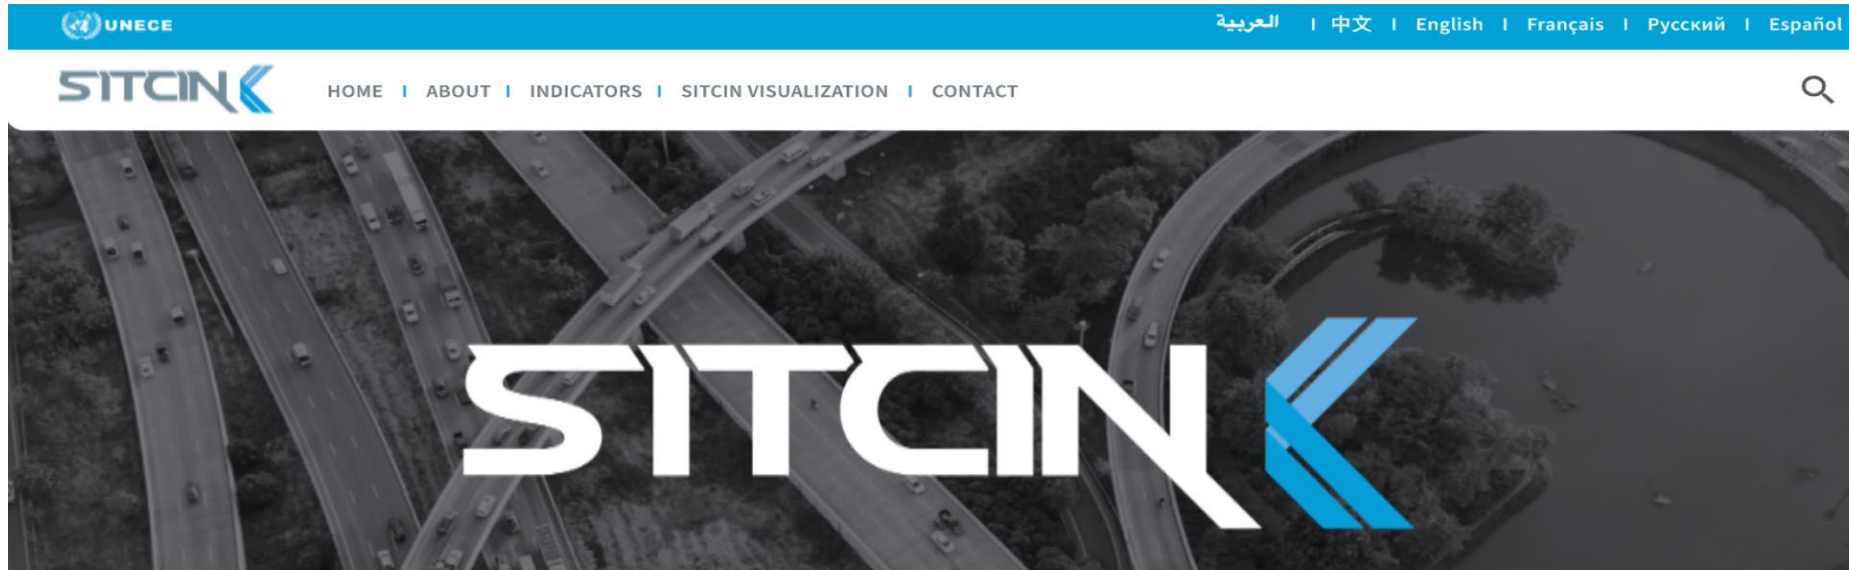 UNECE العربية I 中文 I English I Français I Русский I Español
SITCIN HOME I ABOUT I INDICATORS I SITCIN VISUALIZATION I CONTACT
SITCIN